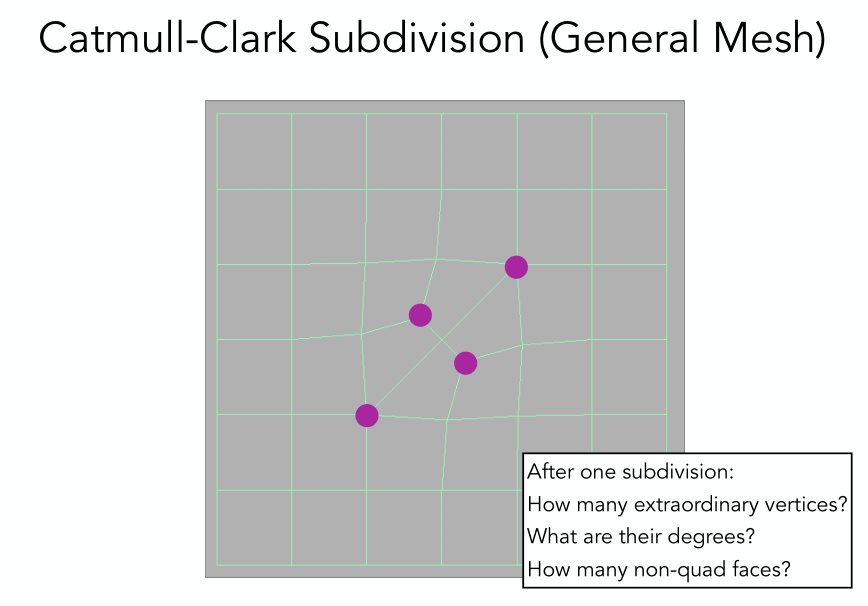 Catmull-Clark Subdivision (General Mesh)
After one subdivision:
How many extraordinary vertices?
What are their degrees?
How many non-quad faces?